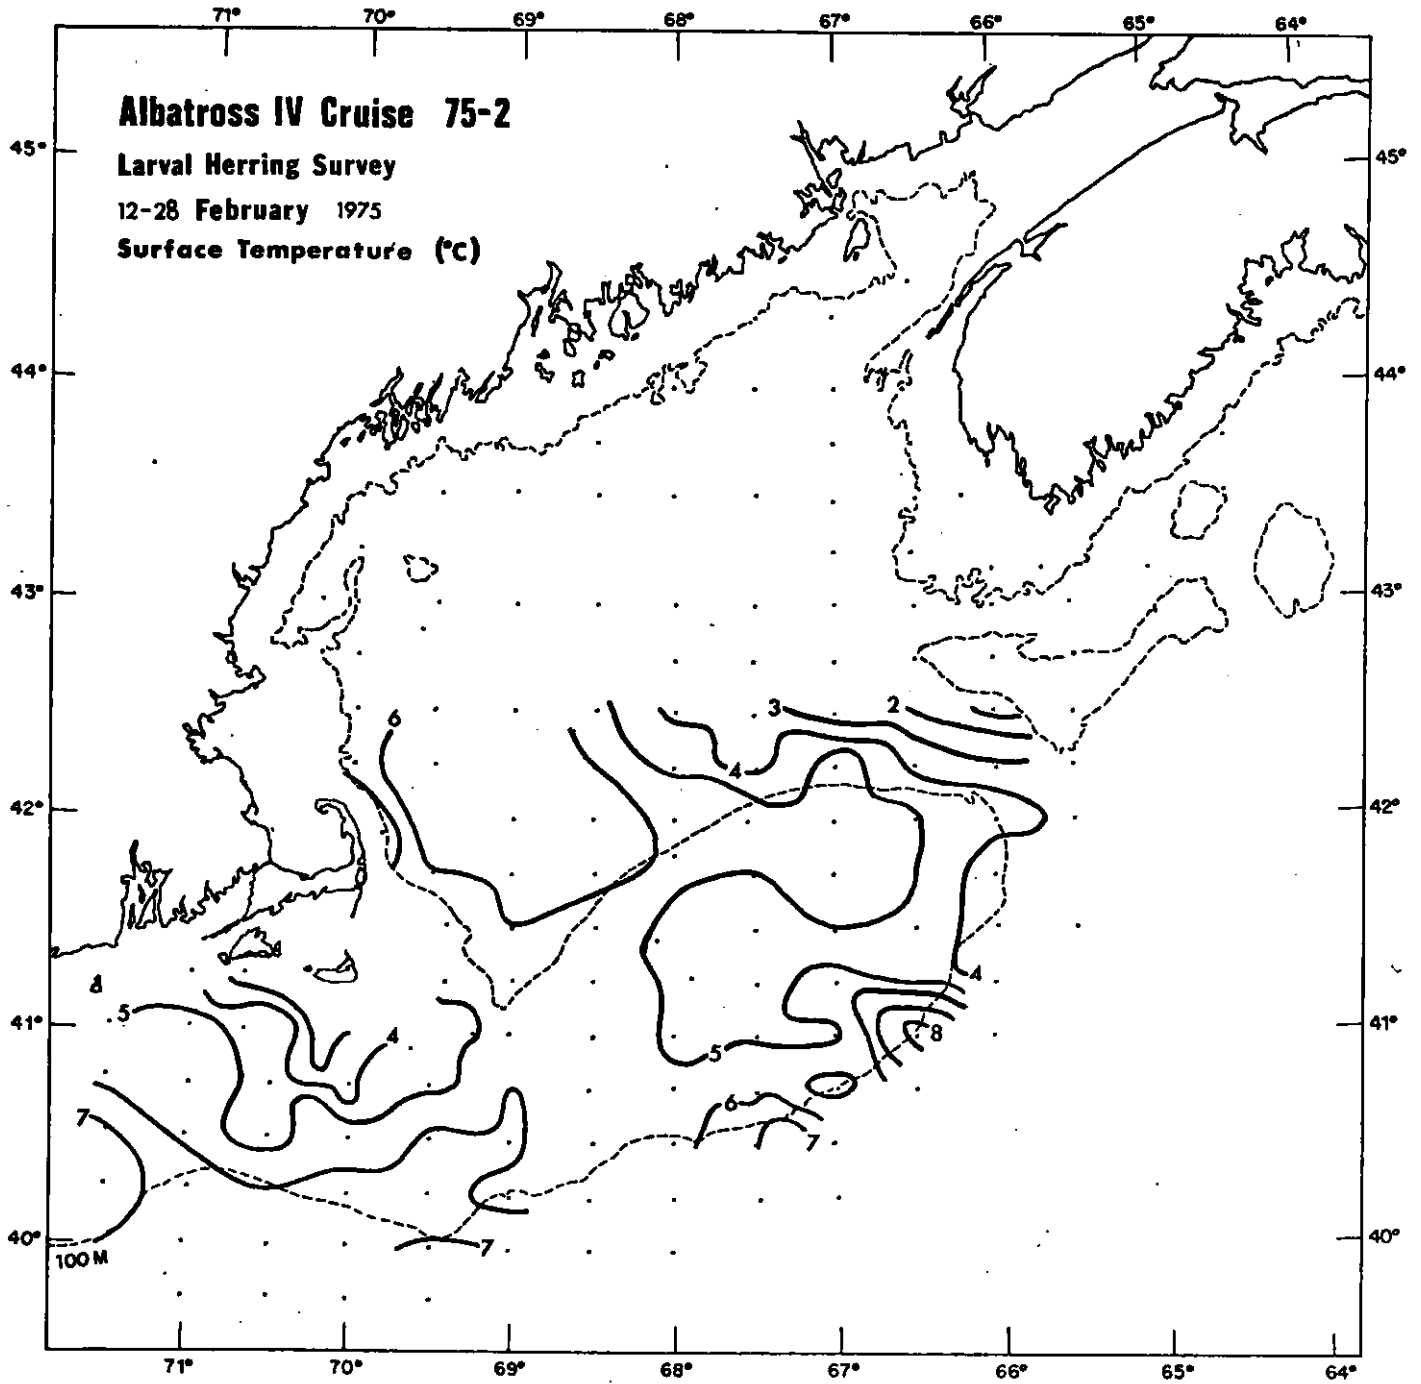 71° 70° 69° 68° 67° 66° 65° 64°
Albatross IV Cruise 75-2
45° 45°
Larval Herring Survey
12-28 February 1975
Surface Temperature (°C)
44° 44°
43° 43°
6 3 2
4
42° 42°
4
5
41° 4 8 41°
5
6
7 7
40° 7 40°
100 M
71° 70° 69° 68° 67° 66° 65° 64°